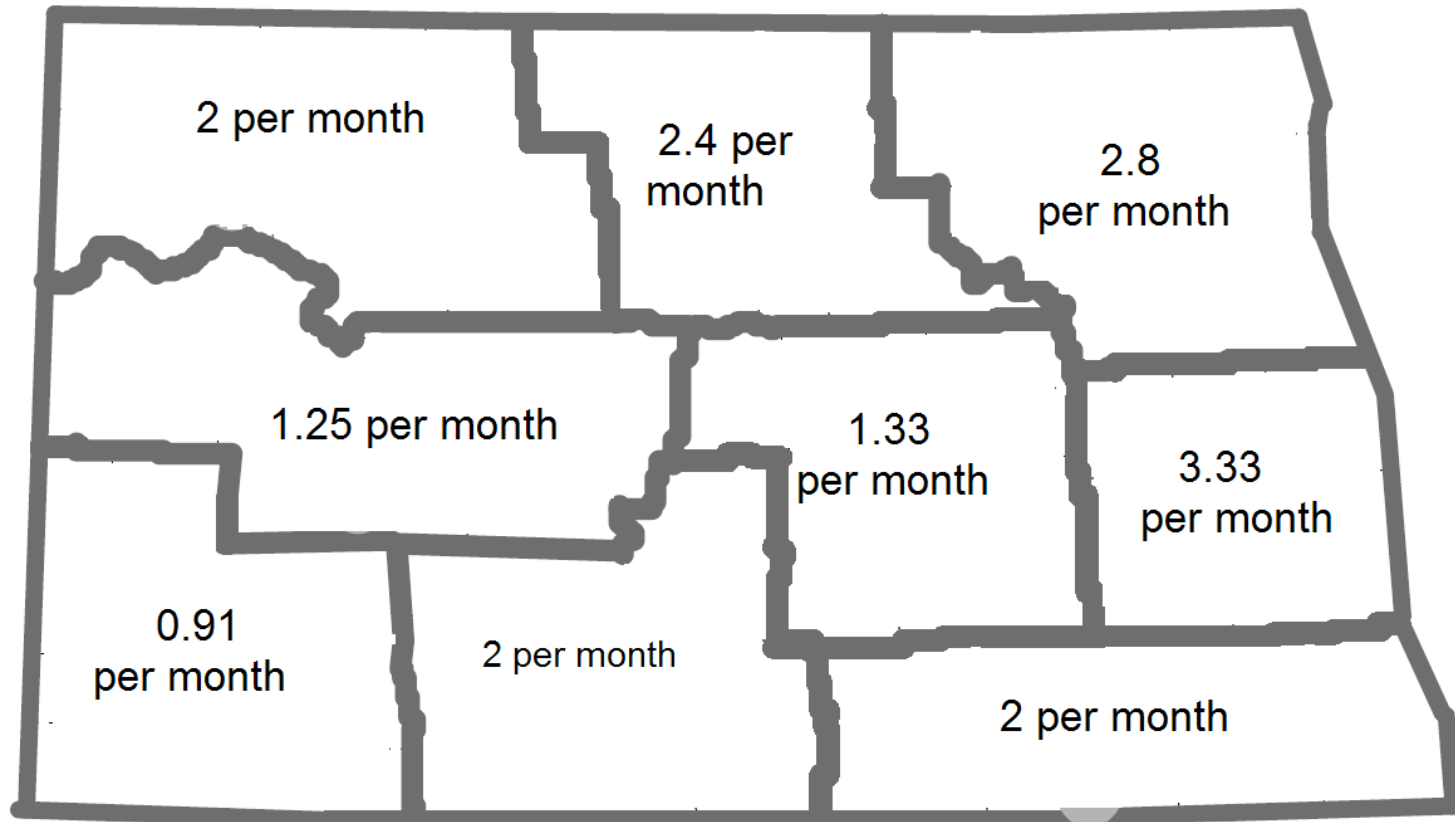 2 per month
2.4 per
month
2.8
per month
1.25 per month
1.33
per month
3.33
per month
0.91
per month
2 per month
2 per month